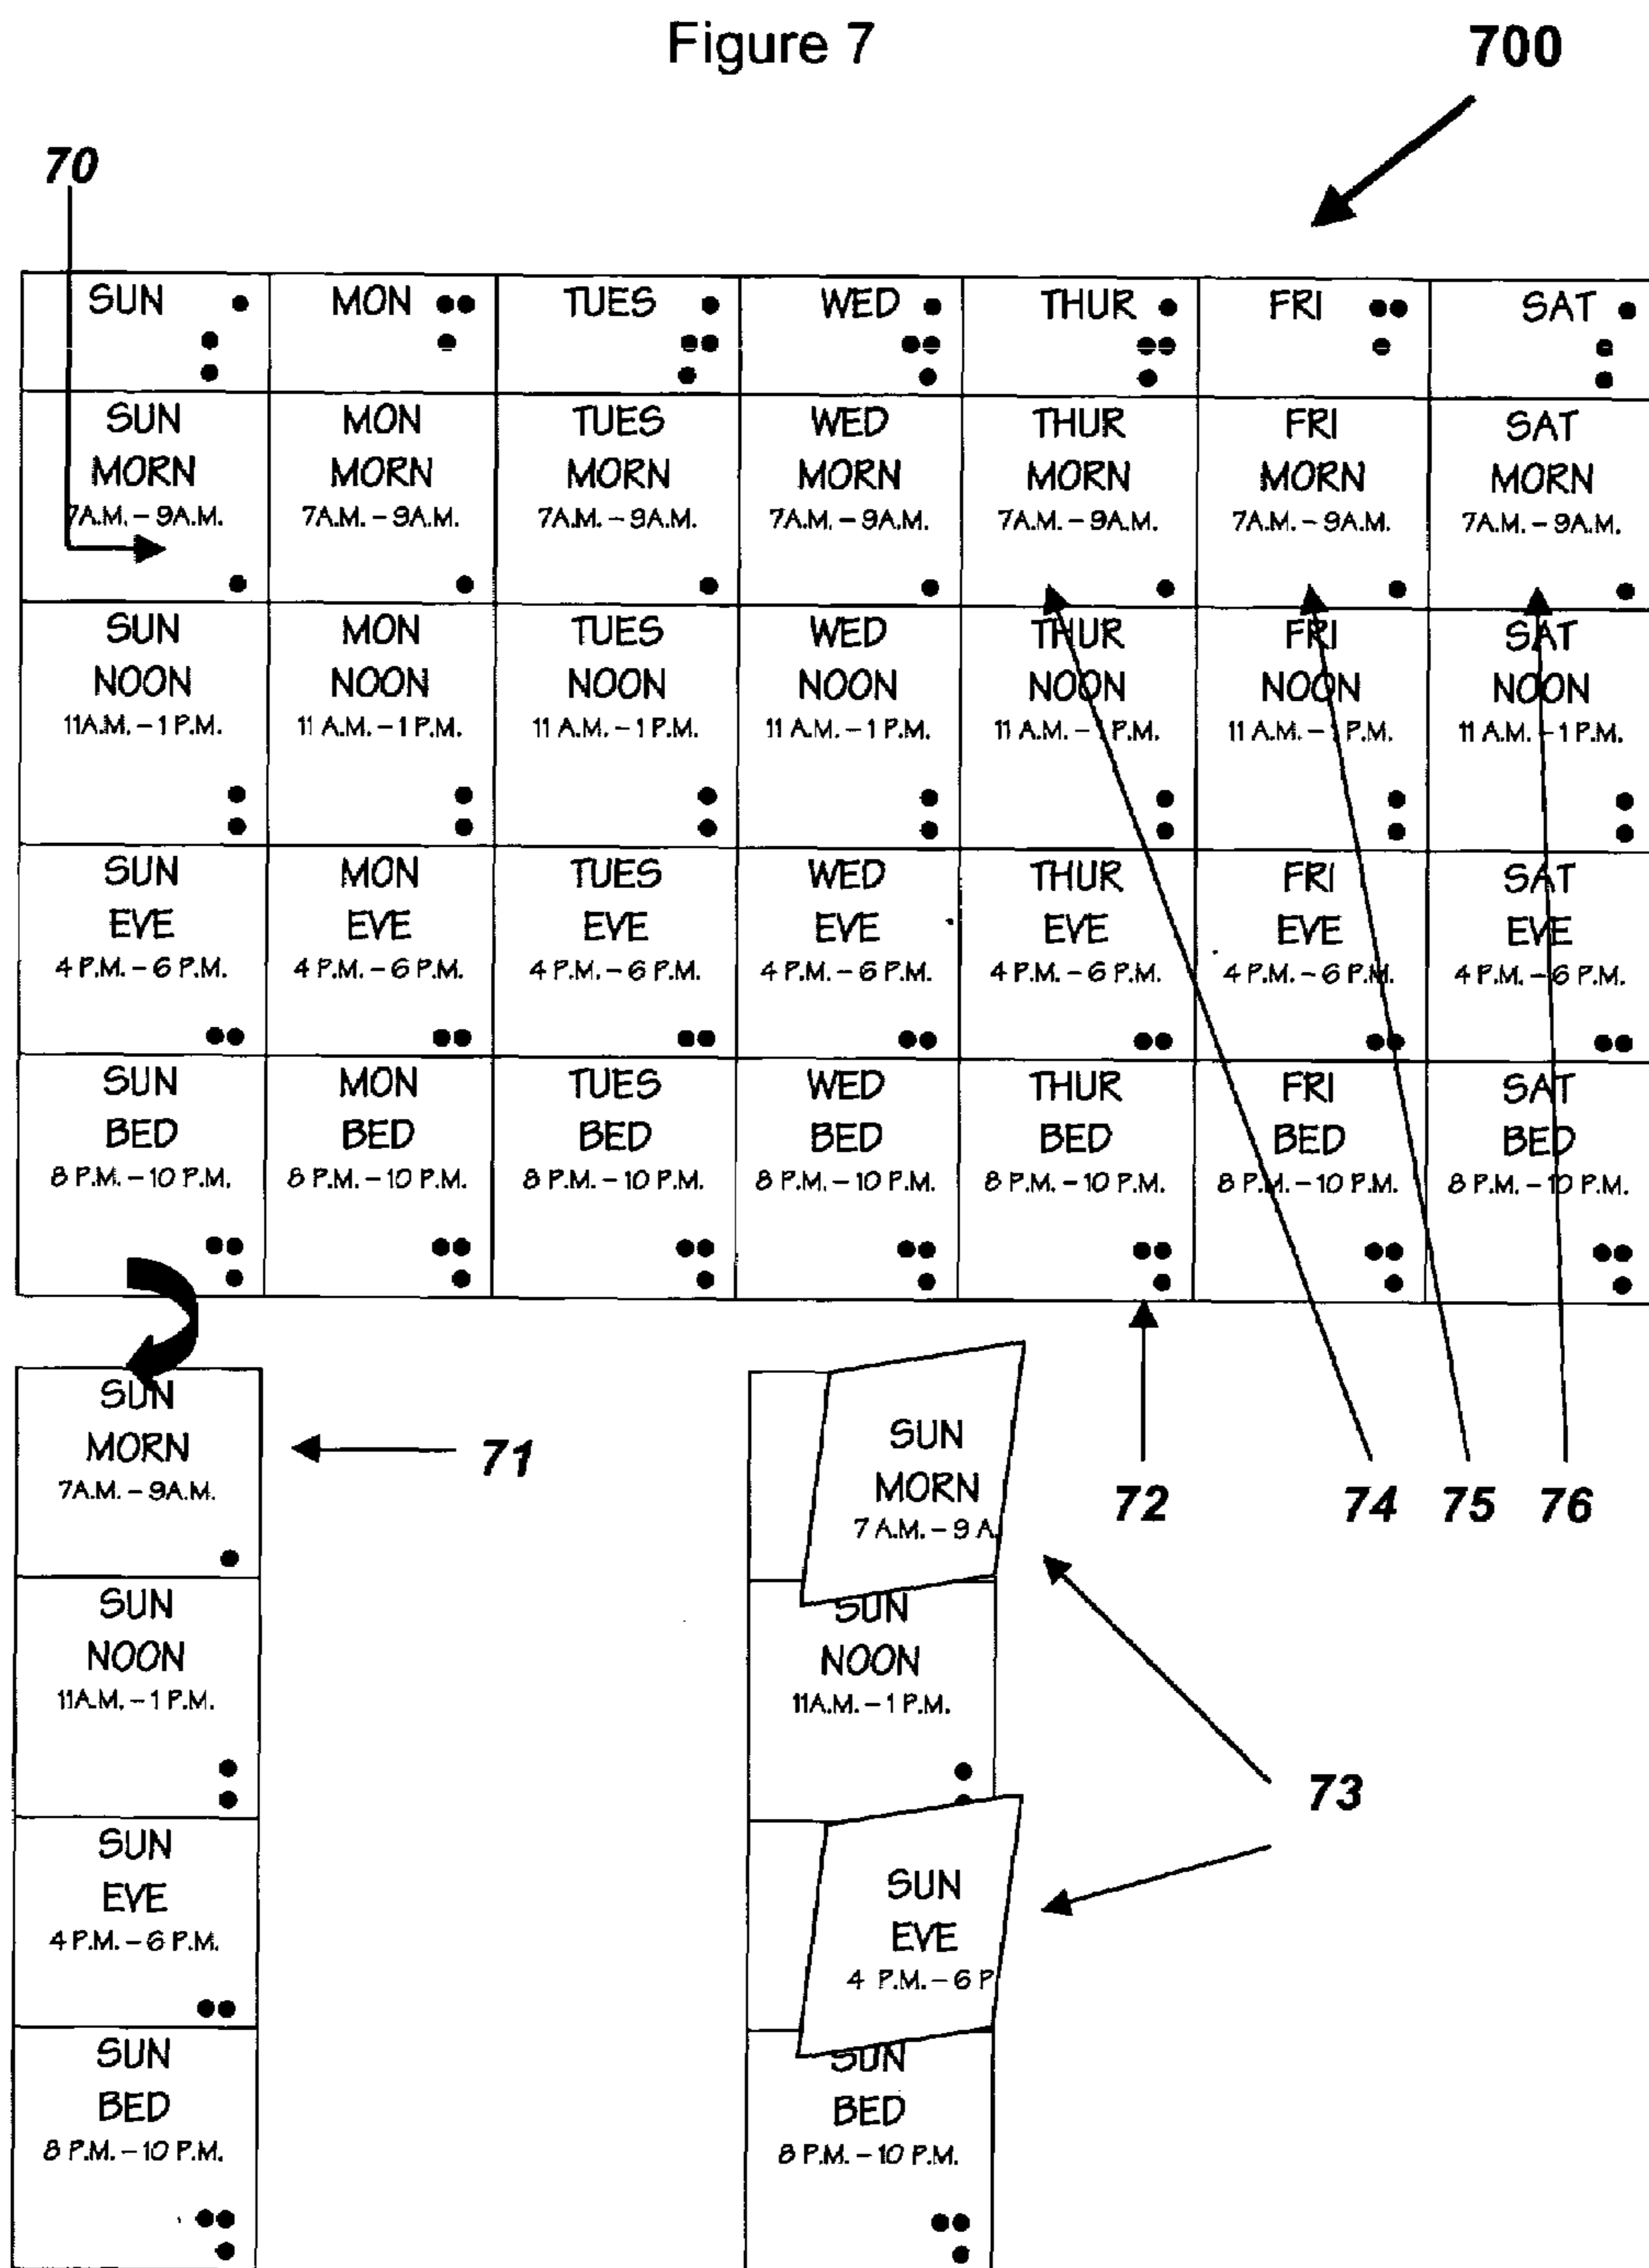 Figure 7
700
70
SUN MON TUES WED THUR FRI SAT
SUN MON TUES WED THUR FRI SAT
MORN MORN MORN MORN MORN MORN MORN
7A.M. – 9A.M. 7A.M. – 9A.M. 7A.M. – 9A.M. 7A.M. – 9A.M. 7A.M. – 9A.M. 7A.M. – 9A.M. 7A.M. – 9A.M.
SUN MON TUES WED THUR FRI SAT
NOON NOON NOON NOON NOON NOON NOON
11A.M. – 1 P.M. 11 A.M. – 1 P.M. 11 A.M. – 1 P.M. 11 A.M. – 1 P.M. 11 A.M. – 1 P.M. 11 A.M. – 1 P.M. 11 A.M. – 1 P.M.
SUN MON TUES WED THUR FRI SAT
EVE EVE EVE EVE EVE EVE EVE
4 P.M. – 6 P.M. 4 P.M. – 6 P.M. 4 P.M. – 6 P.M. 4 P.M. – 6 P.M. 4 P.M. – 6 P.M. 4 P.M. – 6 P.M. 4 P.M. – 6 P.M.
SUN MON TUES WED THUR FRI SAT
BED BED BED BED BED BED BED
8 P.M. – 10 P.M. 8 P.M. – 10 P.M. 8 P.M. – 10 P.M. 8 P.M. – 10 P.M. 8 P.M. – 10 P.M. 8 P.M. – 10 P.M. 8 P.M. – 10 P.M.
SUN
MORN
7A.M. – 9A.M.
71
SUN
NOON
11A.M. – 1 P.M.
SUN
EVE
4 P.M. – 6 P.M.
SUN
BED
8 P.M. – 10 P.M.
SUN
MORN
7 A.M. – 9 A.
72 74 75 76
SUN
NOON
11A.M. – 1 P.M.
73
SUN
EVE
4 P.M. – 6 P
SUN
BED
8 P.M. – 10 P.M.